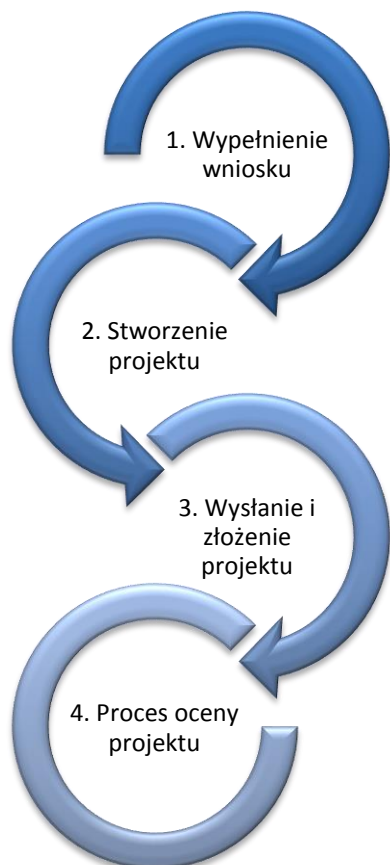 1. Wypełnienie
wniosku
2. Stworzenie
projektu
3. Wysłanie i
złożenie
projektu
4. Proces oceny
projektu